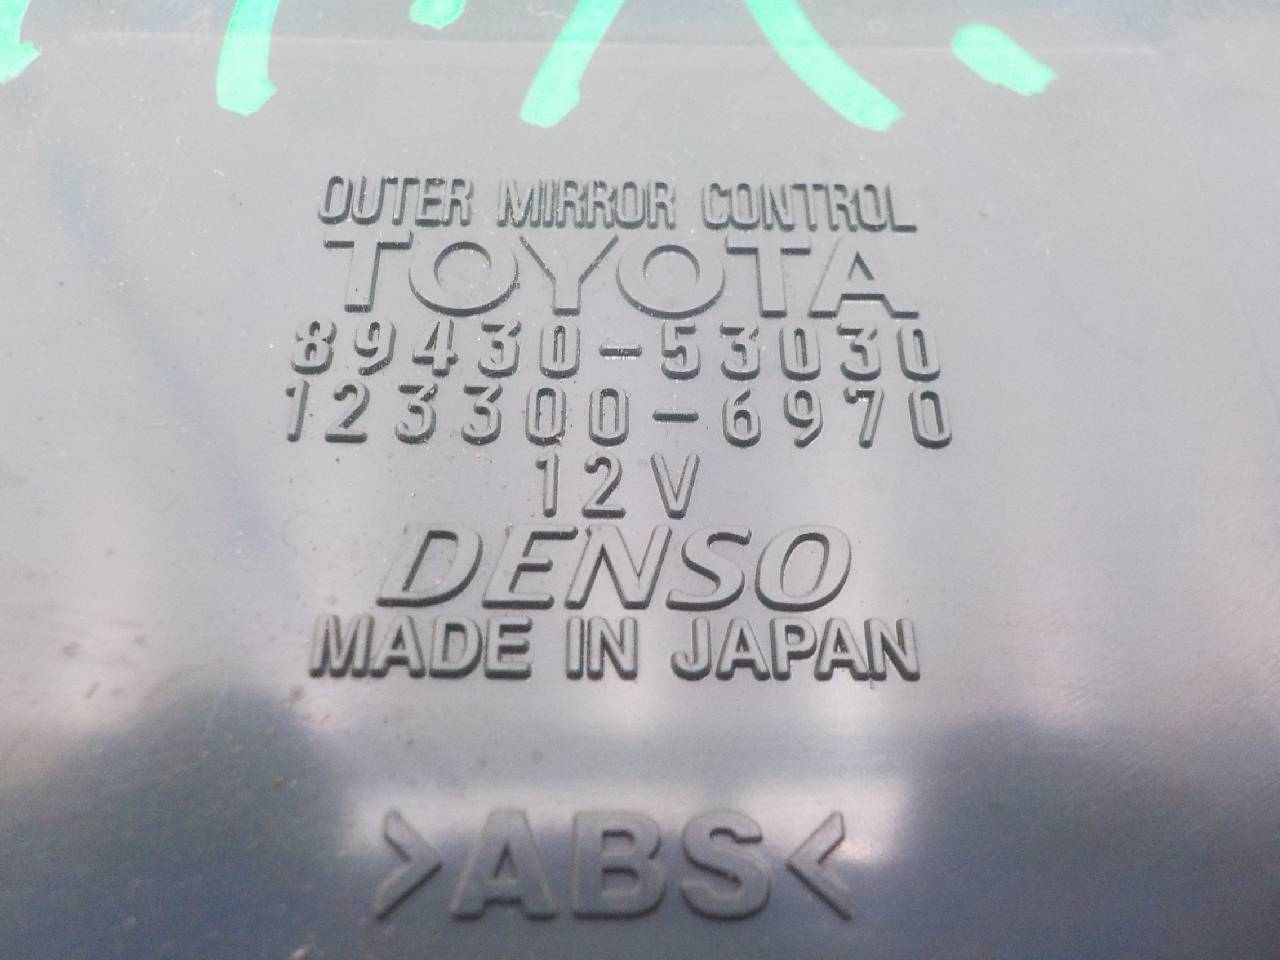 OUTER MIRROR CONTROL
TOYOTA
89430-53030
123300-6970
12V
DENSO
MADE IN JAPAN
>ABS<